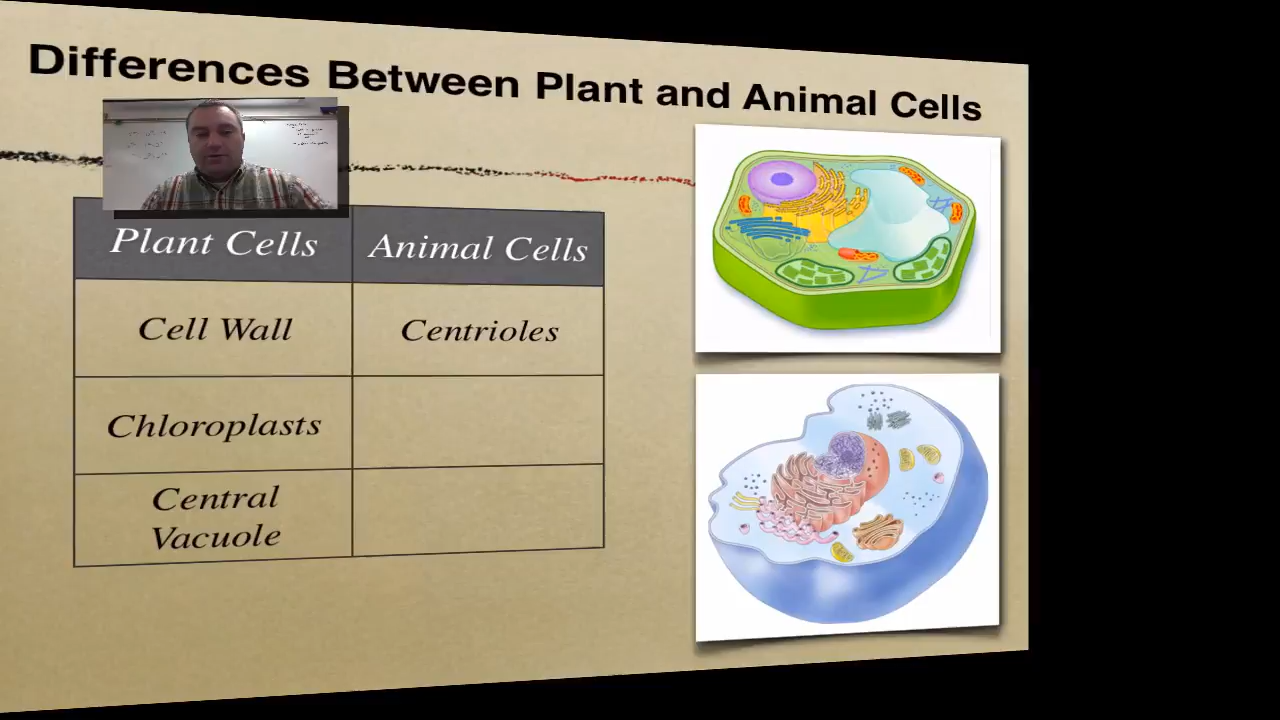 Differences Between Plant and Animal Cells
Plant Cells Animal Cells
Cell Wall Centrioles
Chloroplasts
Central
Vacuole